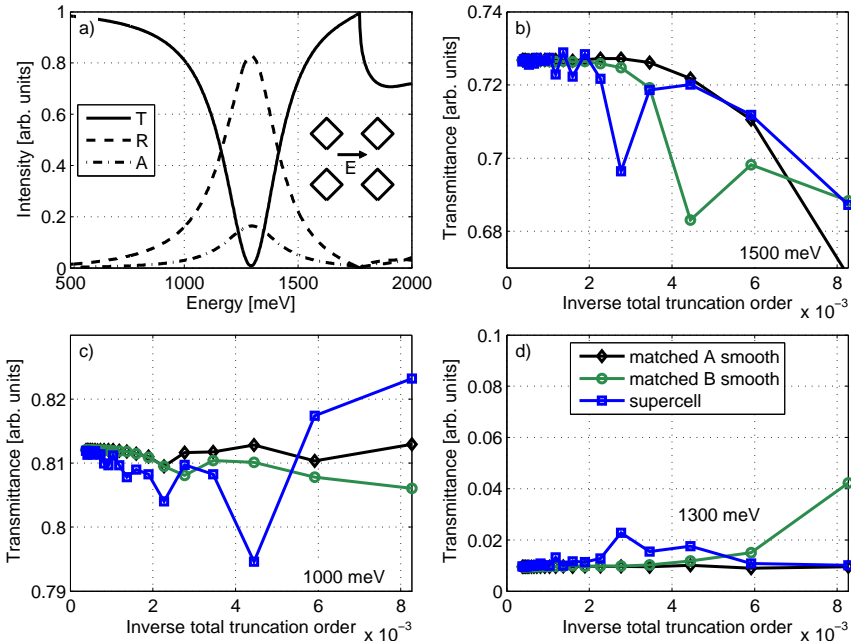 a)
Intensity [arb. units]
1
0.8
0.6
0.4
0.2
0
T
R
A
E
500
1000
1500
2000
Energy [meV]
b)
Transmittance [arb. units]
0.74
0.72
0.7
0.68
1500 meV
0
2
4
6
8
Inverse total truncation order
x 10⁻³
c)
Transmittance [arb. units]
0.82
0.81
0.8
0.79
1000 meV
0
2
4
6
8
Inverse total truncation order
x 10⁻³
d)
Transmittance [arb. units]
0.1
0.08
0.06
0.04
0.02
0
matched A smooth
matched B smooth
supercell
1300 meV
0
2
4
6
8
Inverse total truncation order
x 10⁻³